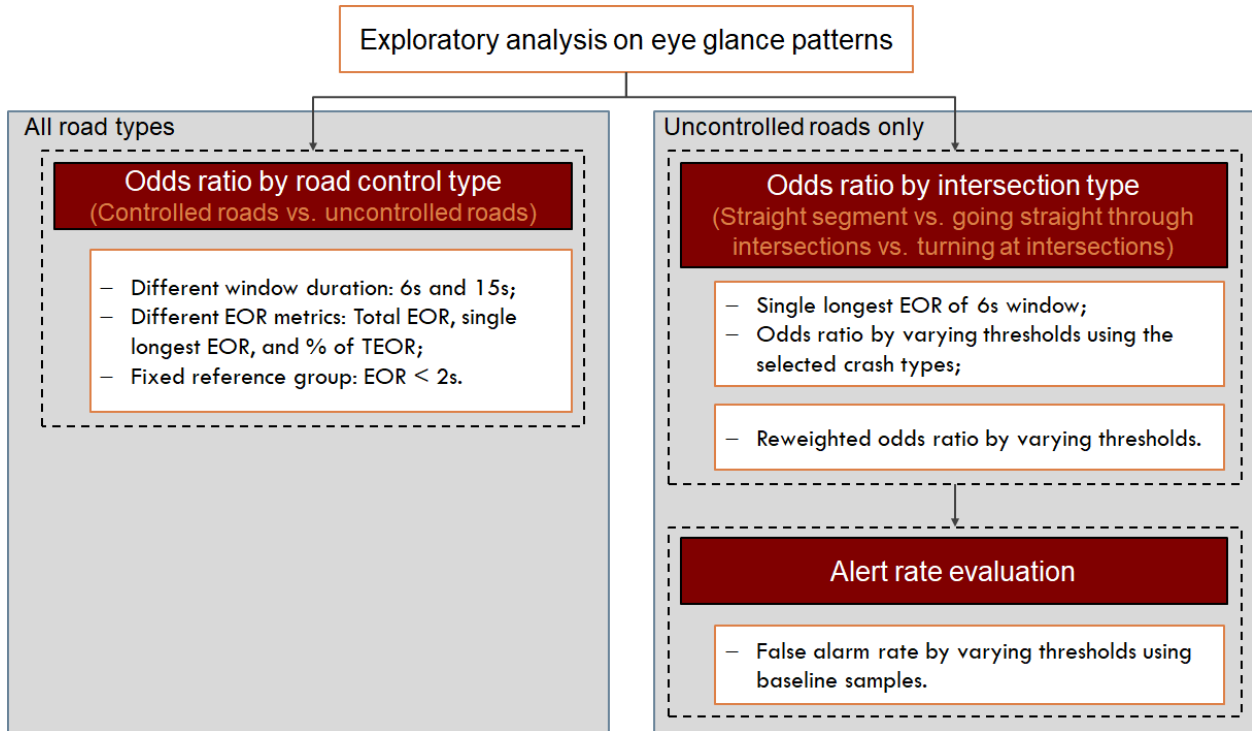 Exploratory analysis on eye glance patterns
All road types
Odds ratio by road control type
(Controlled roads vs. uncontrolled roads)
– Different window duration: 6s and 15s;
– Different EOR metrics: Total EOR, single
longest EOR, and % of TEOR;
– Fixed reference group: EOR < 2s.
Uncontrolled roads only
Odds ratio by intersection type
(Straight segment vs. going straight through
intersections vs. turning at intersections)
– Single longest EOR of 6s window;
– Odds ratio by varying thresholds using the
selected crash types;
– Reweighted odds ratio by varying thresholds.
Alert rate evaluation
– False alarm rate by varying thresholds using
baseline samples.